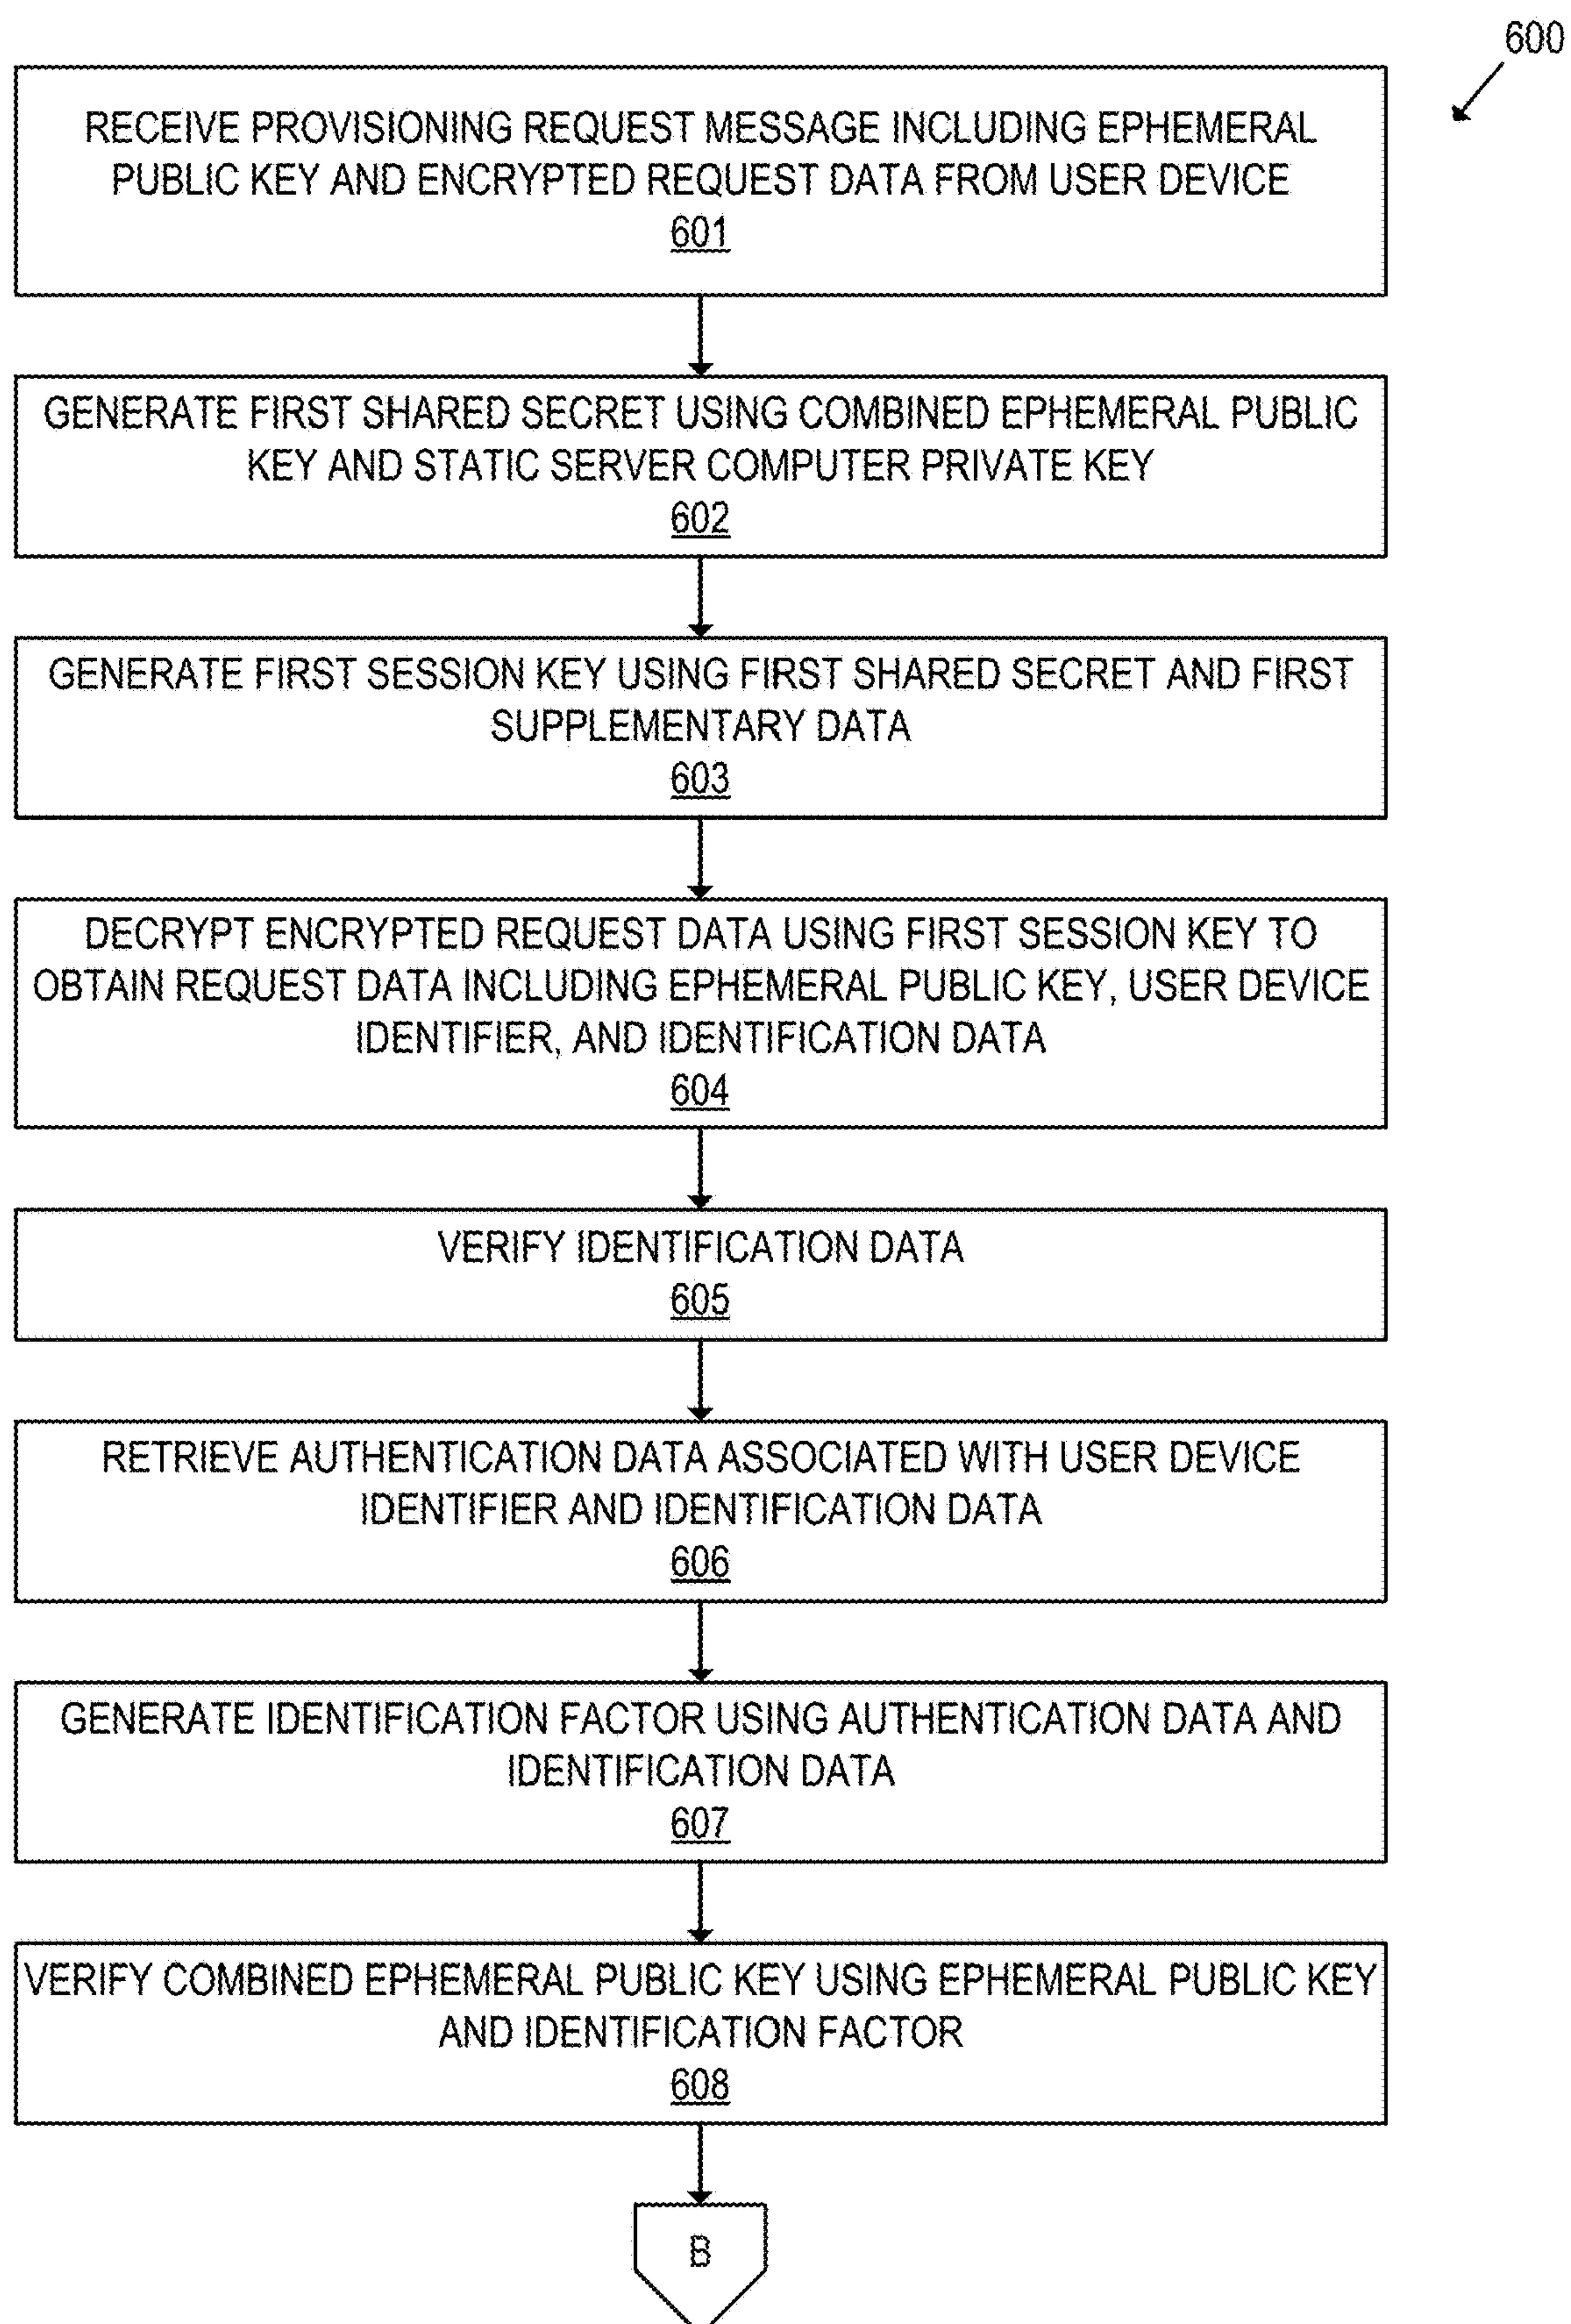 600
RECEIVE PROVISIONING REQUEST MESSAGE INCLUDING EPHEMERAL
PUBLIC KEY AND ENCRYPTED REQUEST DATA FROM USER DEVICE
601
GENERATE FIRST SHARED SECRET USING COMBINED EPHEMERAL PUBLIC
KEY AND STATIC SERVER COMPUTER PRIVATE KEY
602
GENERATE FIRST SESSION KEY USING FIRST SHARED SECRET AND FIRST
SUPPLEMENTARY DATA
603
DECRYPT ENCRYPTED REQUEST DATA USING FIRST SESSION KEY TO
OBTAIN REQUEST DATA INCLUDING EPHEMERAL PUBLIC KEY, USER DEVICE
IDENTIFIER, AND IDENTIFICATION DATA
604
VERIFY IDENTIFICATION DATA
605
RETRIEVE AUTHENTICATION DATA ASSOCIATED WITH USER DEVICE
IDENTIFIER AND IDENTIFICATION DATA
606
GENERATE IDENTIFICATION FACTOR USING AUTHENTICATION DATA AND
IDENTIFICATION DATA
607
VERIFY COMBINED EPHEMERAL PUBLIC KEY USING EPHEMERAL PUBLIC KEY
AND IDENTIFICATION FACTOR
608
B